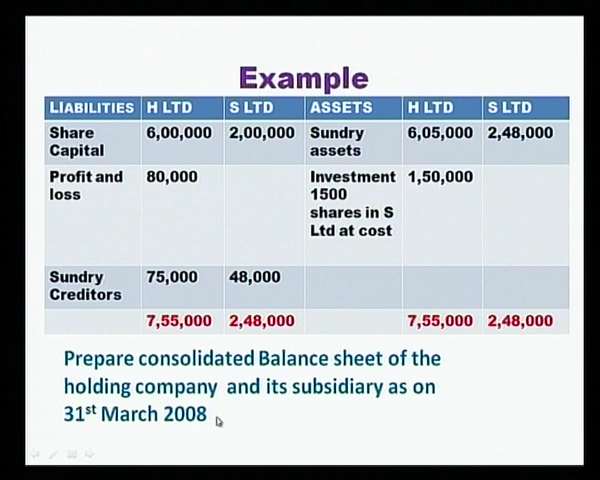 Example
LIABILITIES H LTD S LTD ASSETS H LTD S LTD
Share Capital 6,00,000 2,00,000 Sundry assets 6,05,000 2,48,000
Profit and loss 80,000 Investment 1500 shares in S Ltd at cost 1,50,000
Sundry Creditors 75,000 48,000
7,55,000 2,48,000 7,55,000 2,48,000
Prepare consolidated Balance sheet of the
holding company and its subsidiary as on
31st March 2008